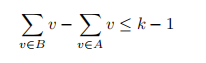 ∑_{v∈B} v − ∑_{v∈A} v ≤ k − 1